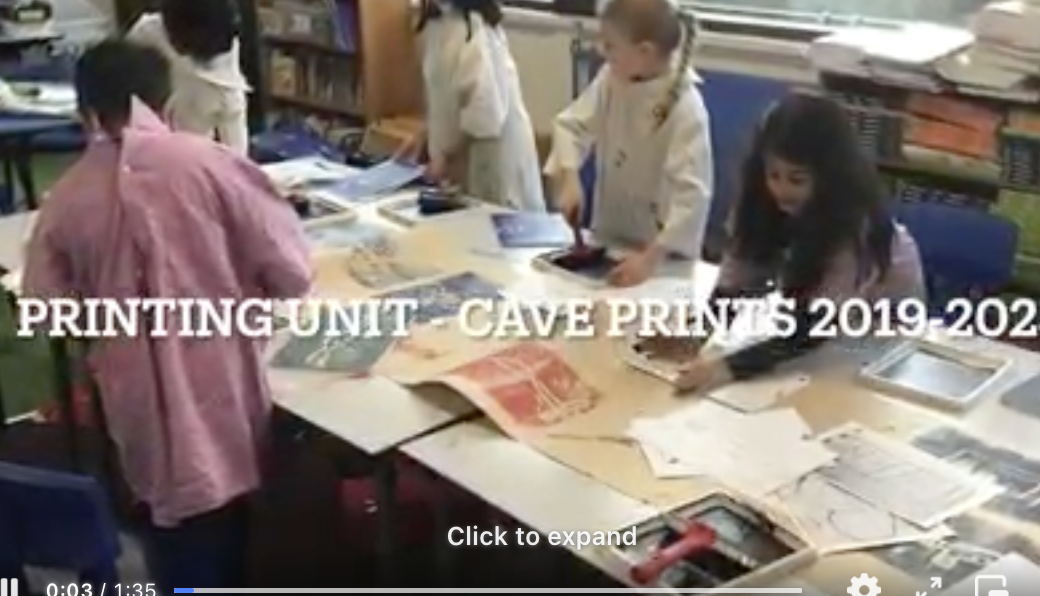 PRINTING UNIT - CAVE PRINTS 2019-202
Click to expand
0:03 / 1:35